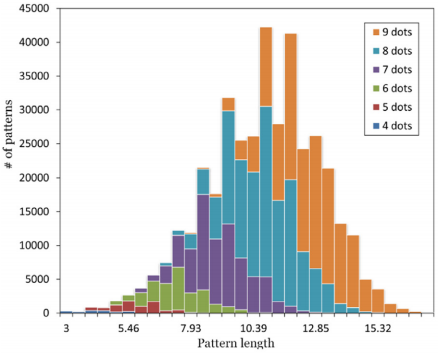 45000
40000
35000
30000
25000
20000
15000
10000
5000
0
# of patterns
9 dots
8 dots
7 dots
6 dots
5 dots
4 dots
3 5.46 7.93 10.39 12.85 15.32
Pattern length